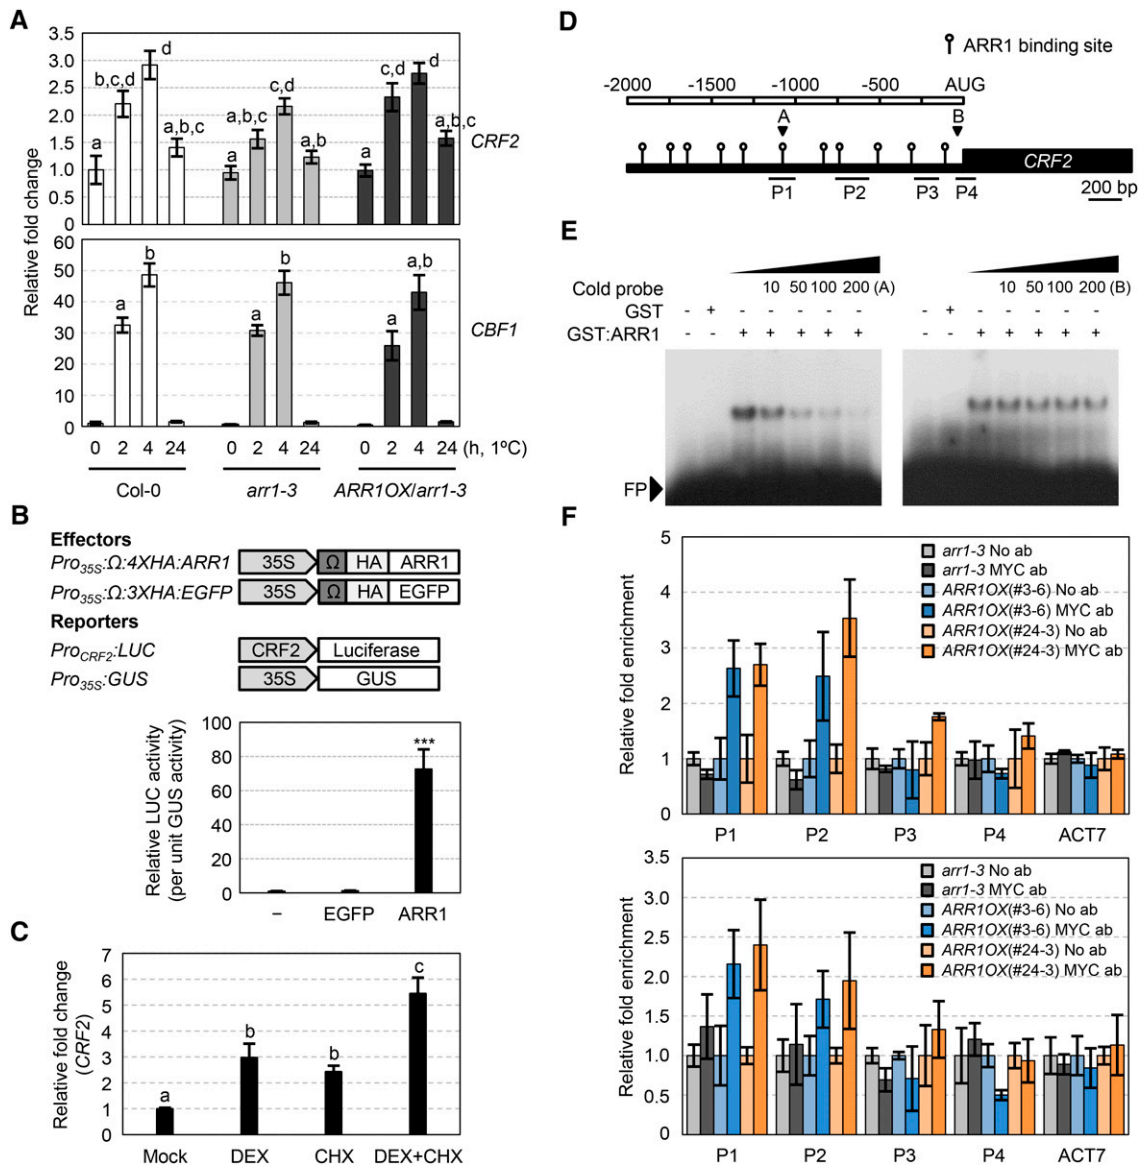 A
Relative fold change
3.5
3.0
2.5
2.0
1.5
1.0
0.5
0.0
a
b,c,d
d
a,b,c
a
a,b,c
c,d
a,b
a
c,d
d
a,b,c
CRF2
60
50
40
30
20
10
0
a
b
a
b
a
a,b
CBF1
0 2 4 24 0 2 4 24 0 2 4 24 (h, 1ºC)
Col-0 arr1-3 ARR1OX/arr1-3
B
Effectors
Pro35S:Ω:4XHA:ARR1 35S Ω HA ARR1
Pro35S:Ω:3XHA:EGFP 35S Ω HA EGFP
Reporters
ProCRF2:LUC CRF2 Luciferase
Pro35S:GUS 35S GUS
Relative LUC activity
(per unit GUS activity)
100
80
60
40
20
0
***
– EGFP ARR1
C
Relative fold change
(CRF2)
7
6
5
4
3
2
1
0
a
b
b
c
Mock DEX CHX DEX+CHX
D
ARR1 binding site
-2000 -1500 -1000 -500 AUG
A B
CRF2
P1 P2 P3 P4
200 bp
E
Cold probe 10 50 100 200 (A) 10 50 100 200 (B)
GST - + - - - - - - + - - - - -
GST:ARR1 - - + + + + + - - + + + + +
FP
F
Relative fold enrichment
5
4
3
2
1
0
arr1-3 No ab
arr1-3 MYC ab
ARR1OX(#3-6) No ab
ARR1OX(#3-6) MYC ab
ARR1OX(#24-3) No ab
ARR1OX(#24-3) MYC ab
P1 P2 P3 P4 ACT7
Relative fold enrichment
3.5
3.0
2.5
2.0
1.5
1.0
0.5
0
arr1-3 No ab
arr1-3 MYC ab
ARR1OX(#3-6) No ab
ARR1OX(#3-6) MYC ab
ARR1OX(#24-3) No ab
ARR1OX(#24-3) MYC ab
P1 P2 P3 P4 ACT7